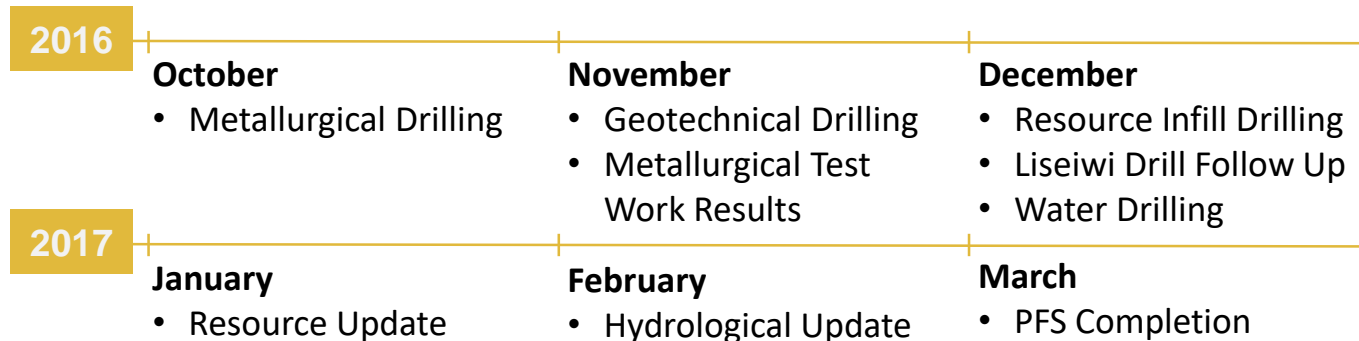 2016
October
• Metallurgical Drilling
November
• Geotechnical Drilling
• Metallurgical Test
Work Results
December
• Resource Infill Drilling
• Liseiwi Drill Follow Up
• Water Drilling
2017
January
• Resource Update
February
• Hydrological Update
March
• PFS Completion